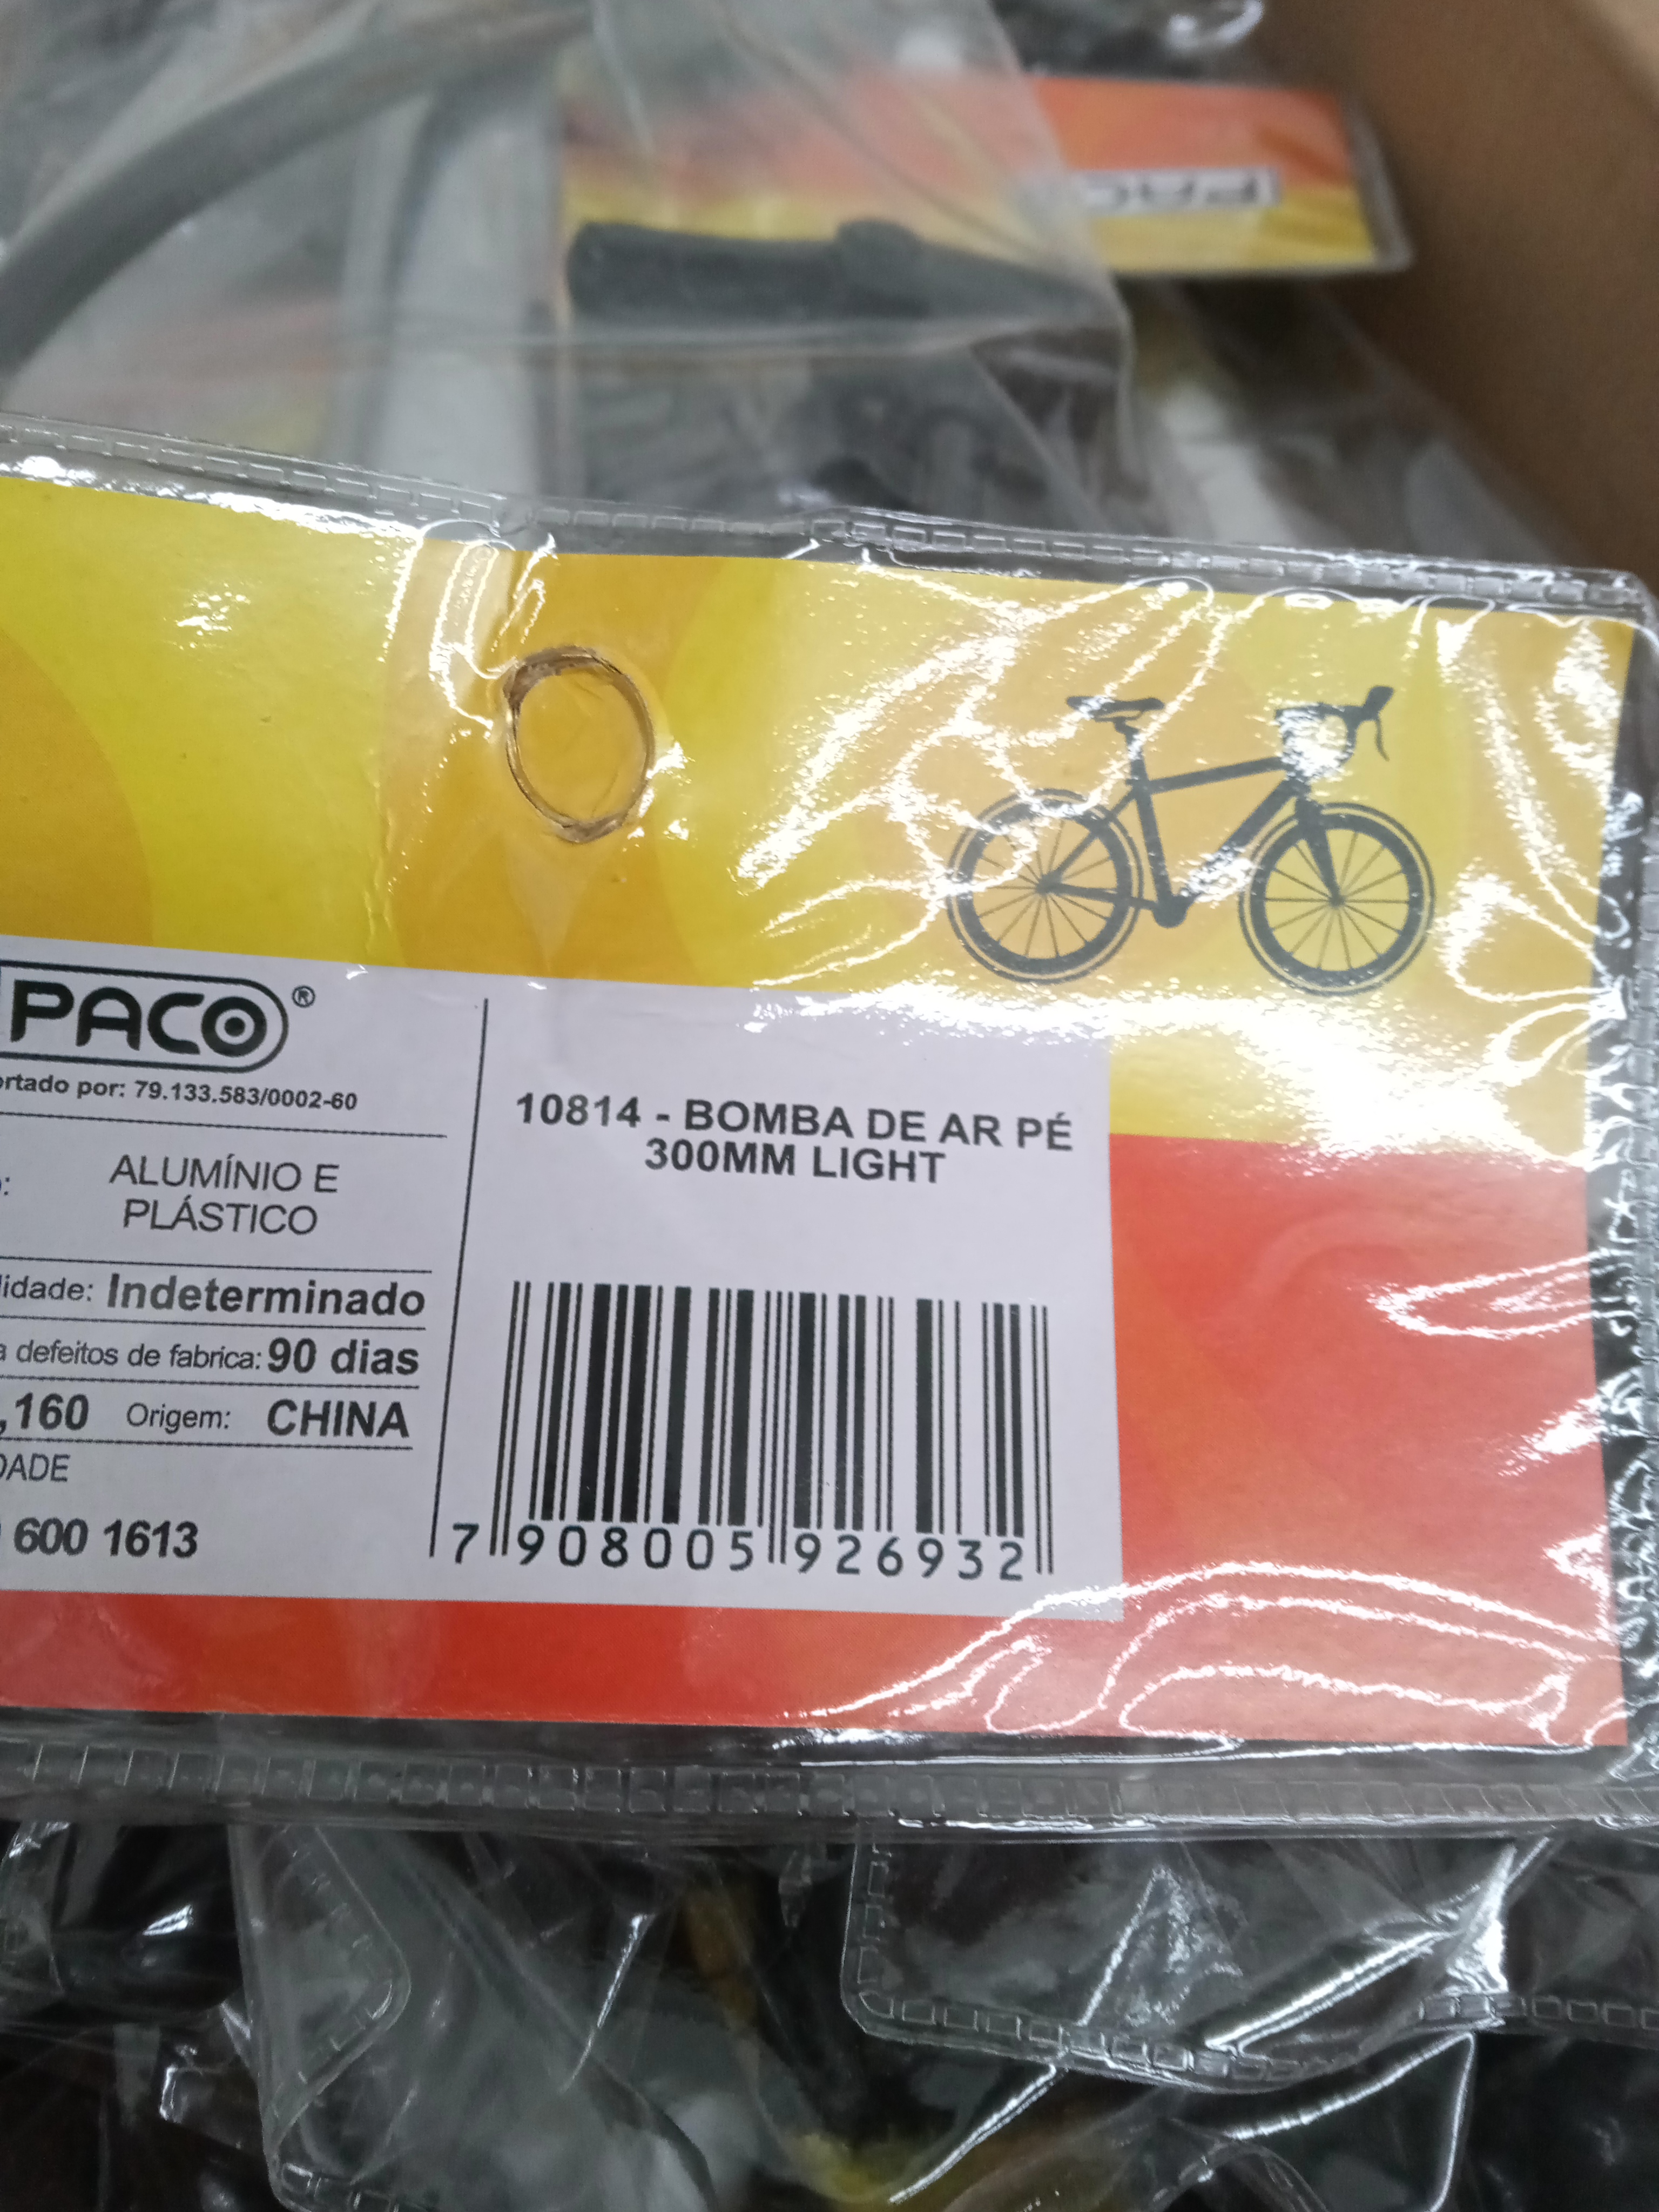 PACO
PACO®
ortado por: 79.133.583/0002-60
ALUMÍNIO E
PLÁSTICO
lidade: Indeterminado
a defeitos de fabrica: 90 dias
,160 Origem: CHINA
DADE
600 1613
10814 - BOMBA DE AR PÉ
300MM LIGHT
7 908005 926932